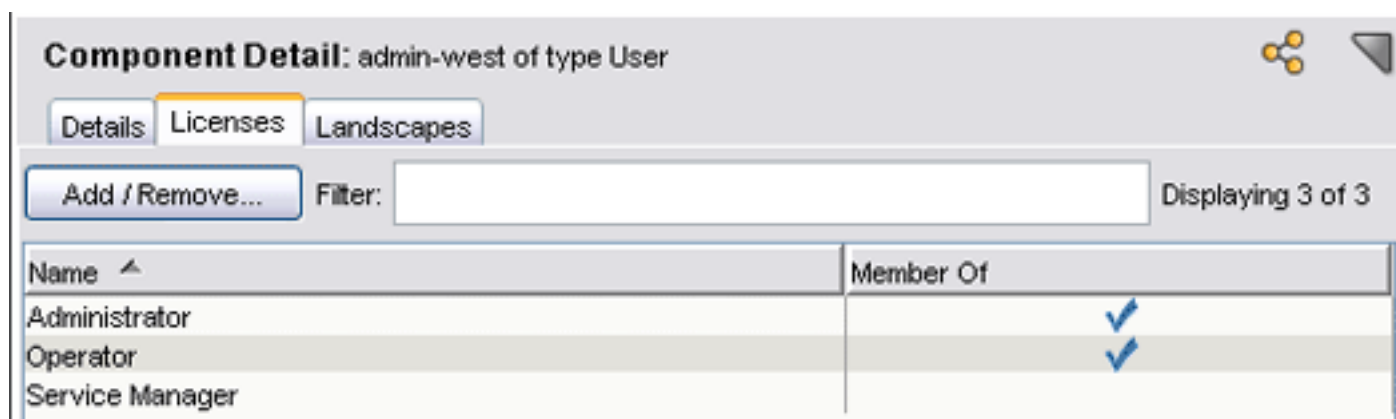 Component Detail: admin-west of type User
Details Licenses Landscapes
Add / Remove... Filter: Displaying 3 of 3
Name Member Of
Administrator
Operator
Service Manager